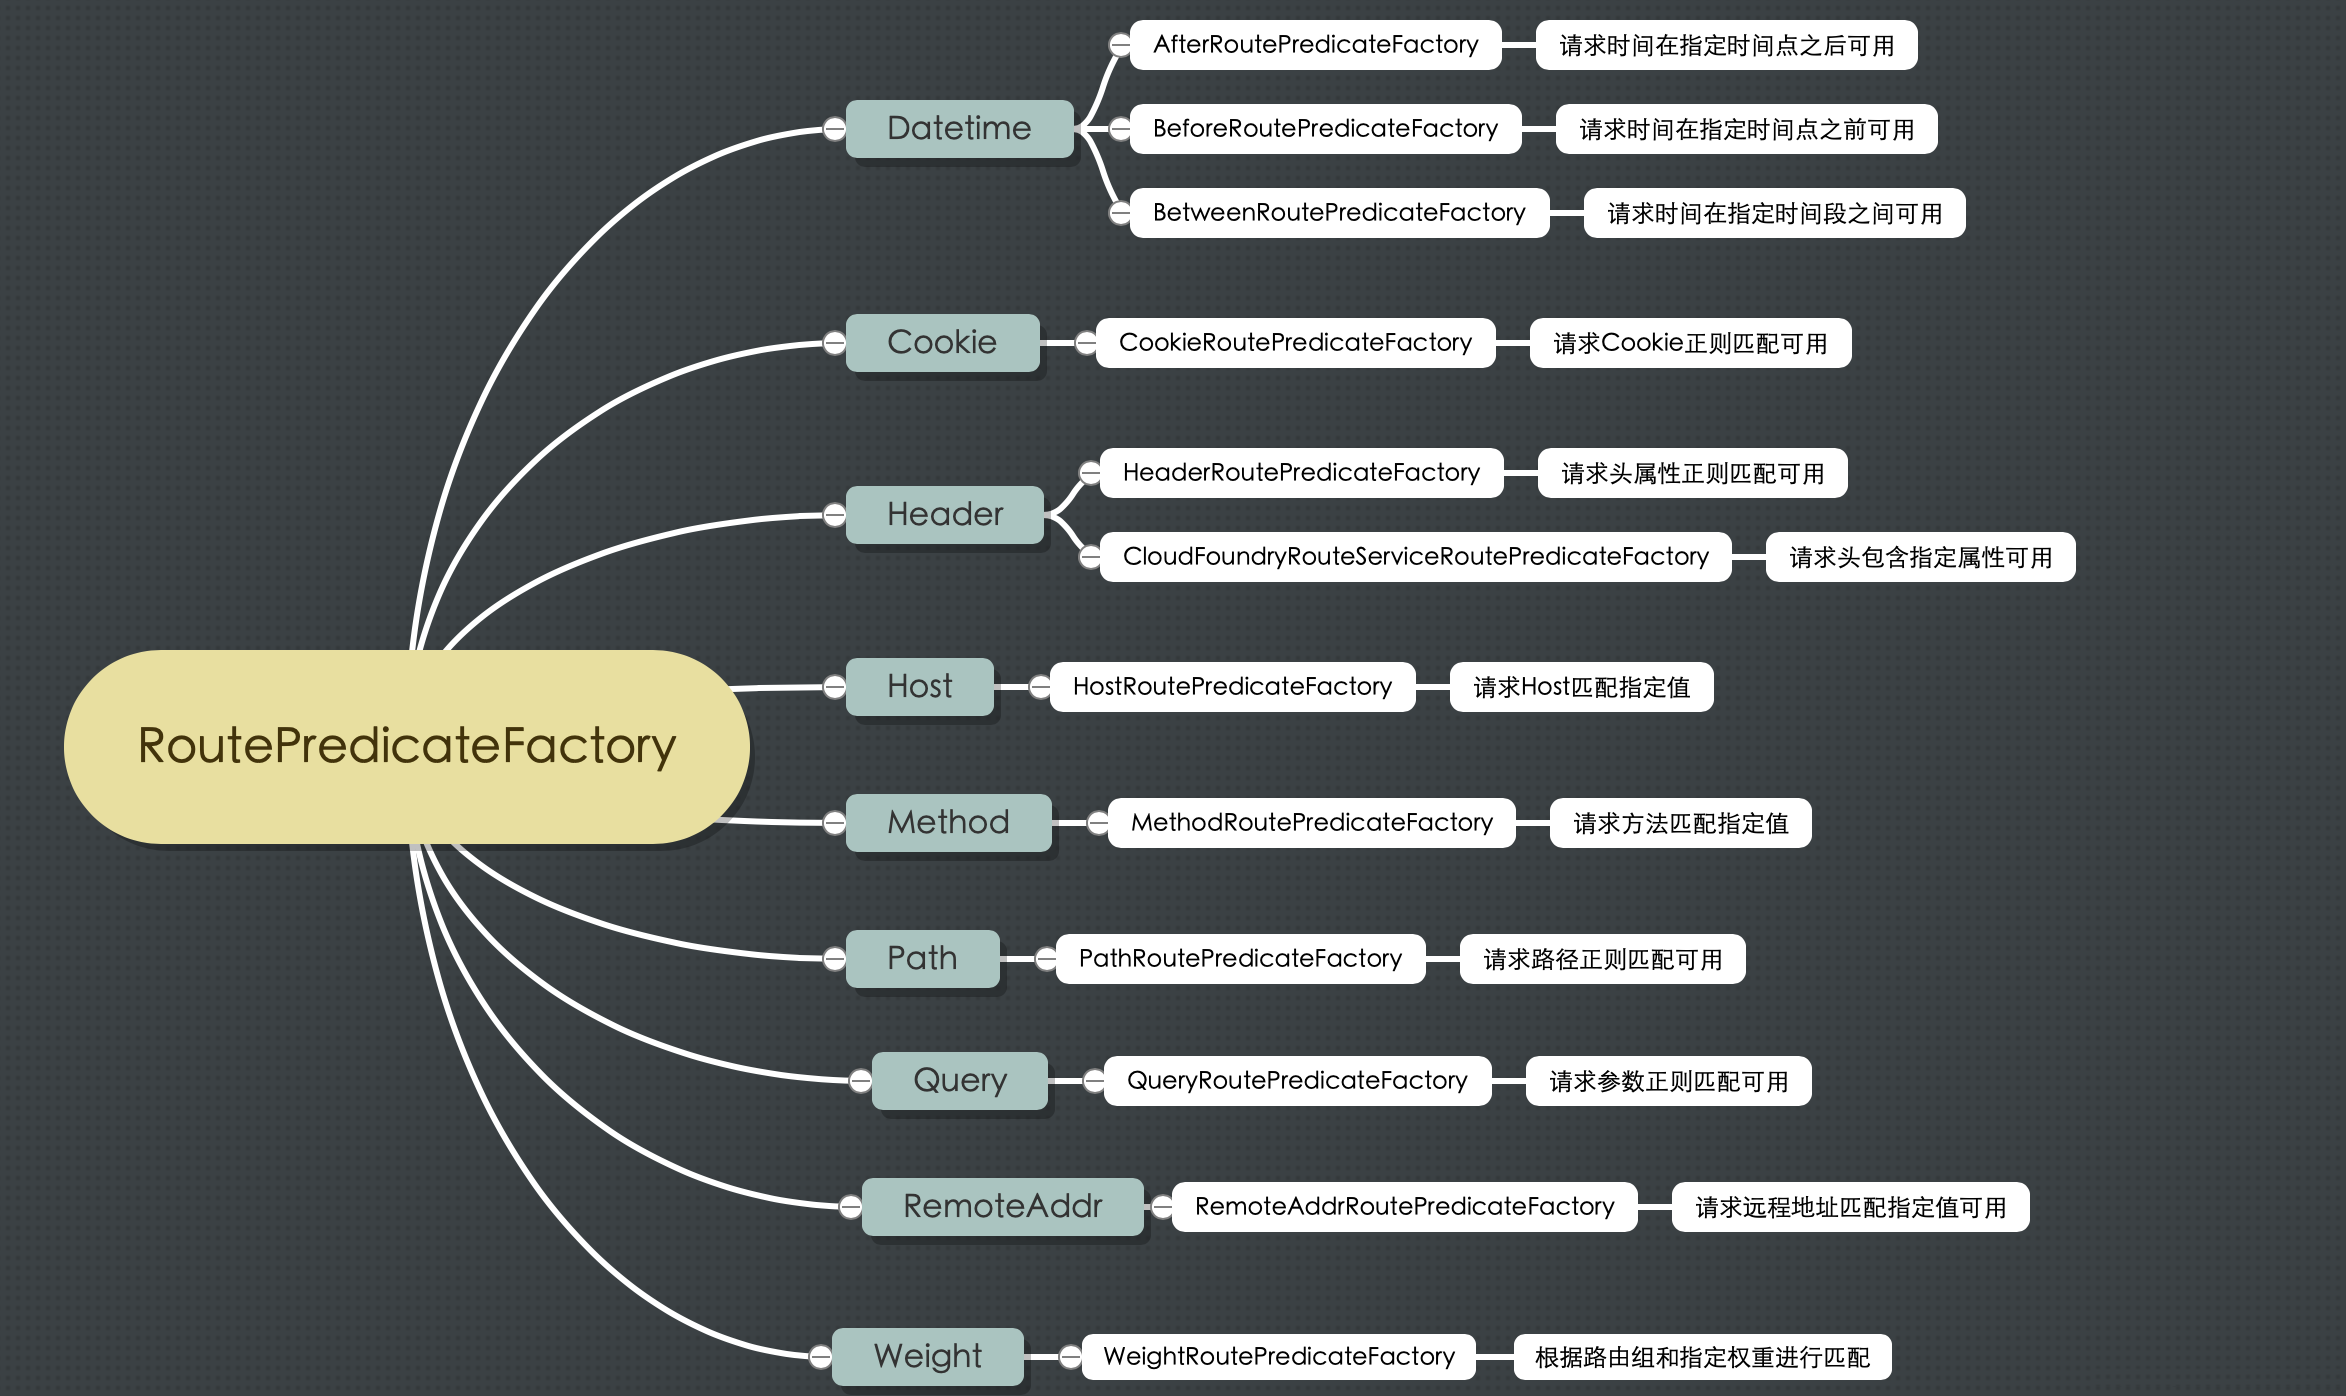 RoutePredicateFactory
Datetime
AfterRoutePredicateFactory
请求时间在指定时间点之后可用
BeforeRoutePredicateFactory
请求时间在指定时间点之前可用
BetweenRoutePredicateFactory
请求时间在指定时间段之间可用
Cookie
CookieRoutePredicateFactory
请求Cookie正则匹配可用
Header
HeaderRoutePredicateFactory
请求头属性正则匹配可用
CloudFoundryRouteServiceRoutePredicateFactory
请求头包含指定属性可用
Host
HostRoutePredicateFactory
请求Host匹配指定值
Method
MethodRoutePredicateFactory
请求方法匹配指定值
Path
PathRoutePredicateFactory
请求路径正则匹配可用
Query
QueryRoutePredicateFactory
请求参数正则匹配可用
RemoteAddr
RemoteAddrRoutePredicateFactory
请求远程地址匹配指定值可用
Weight
WeightRoutePredicateFactory
根据路由组和指定权重进行匹配